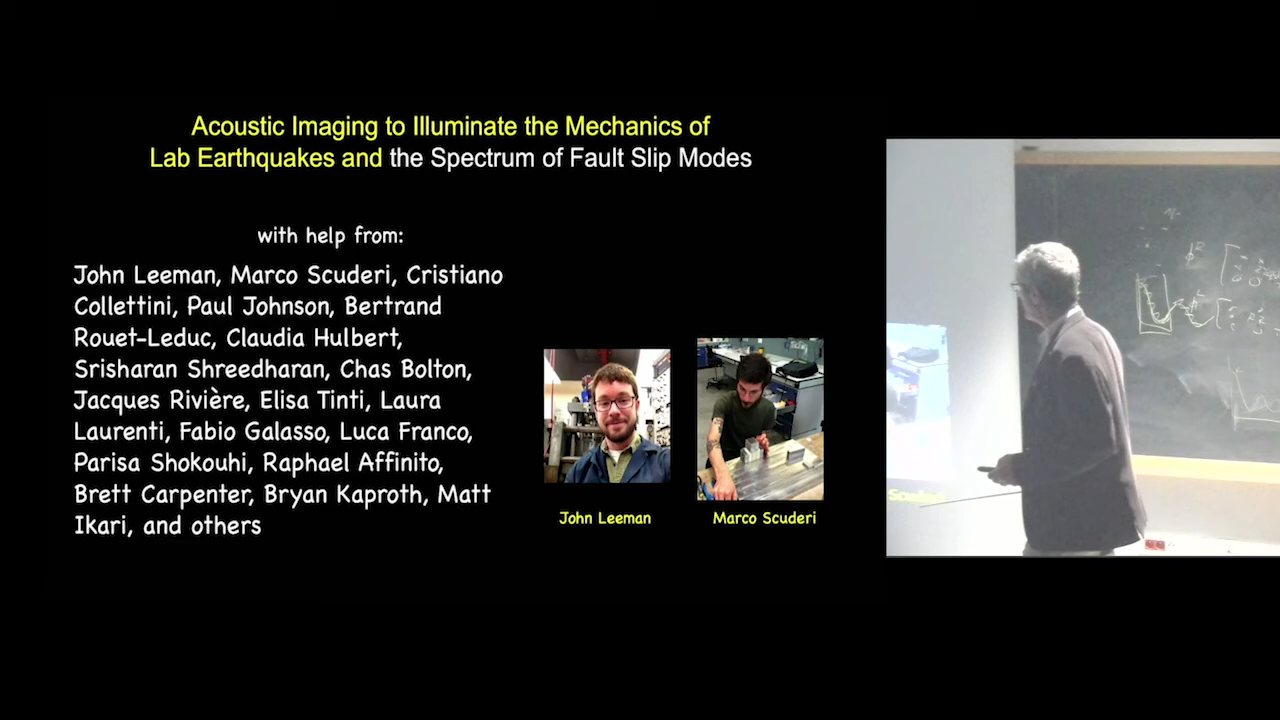 Acoustic Imaging to Illuminate the Mechanics of
Lab Earthquakes and the Spectrum of Fault Slip Modes
with help from:
John Leeman, Marco Scuderi, Cristiano
Collettini, Paul Johnson, Bertrand
Rouet-Leduc, Claudia Hulbert,
Srisharan Shreedharan, Chas Bolton,
Jacques Rivière, Elisa Tinti, Laura
Laurenti, Fabio Galasso, Luca Franco,
Parisa Shokouhi, Raphael Affinito,
Brett Carpenter, Bryan Kaproth, Matt
Ikari, and others
John Leeman
Marco Scuderi